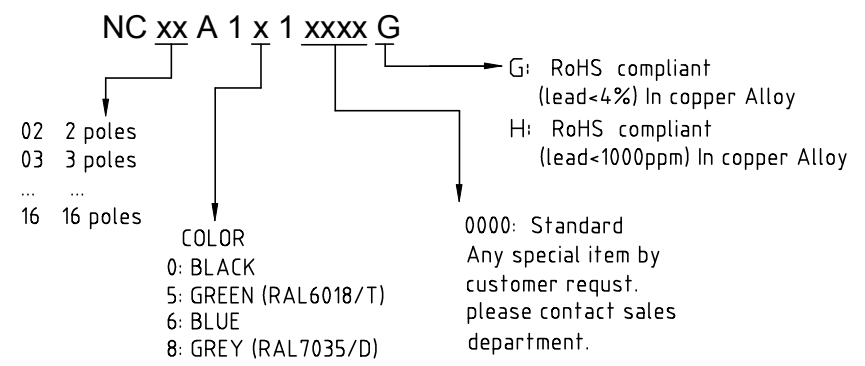 NC xx A 1 x 1 xxxx G
G: RoHS compliant
(lead<4%) In copper Alloy
H: RoHS compliant
(lead<1000ppm) In copper Alloy
02 2 poles
03 3 poles
... ...
16 16 poles
COLOR
0: BLACK
5: GREEN (RAL6018/T)
6: BLUE
8: GREY (RAL7035/D)
0000: Standard
Any special item by
customer requst.
please contact sales
department.